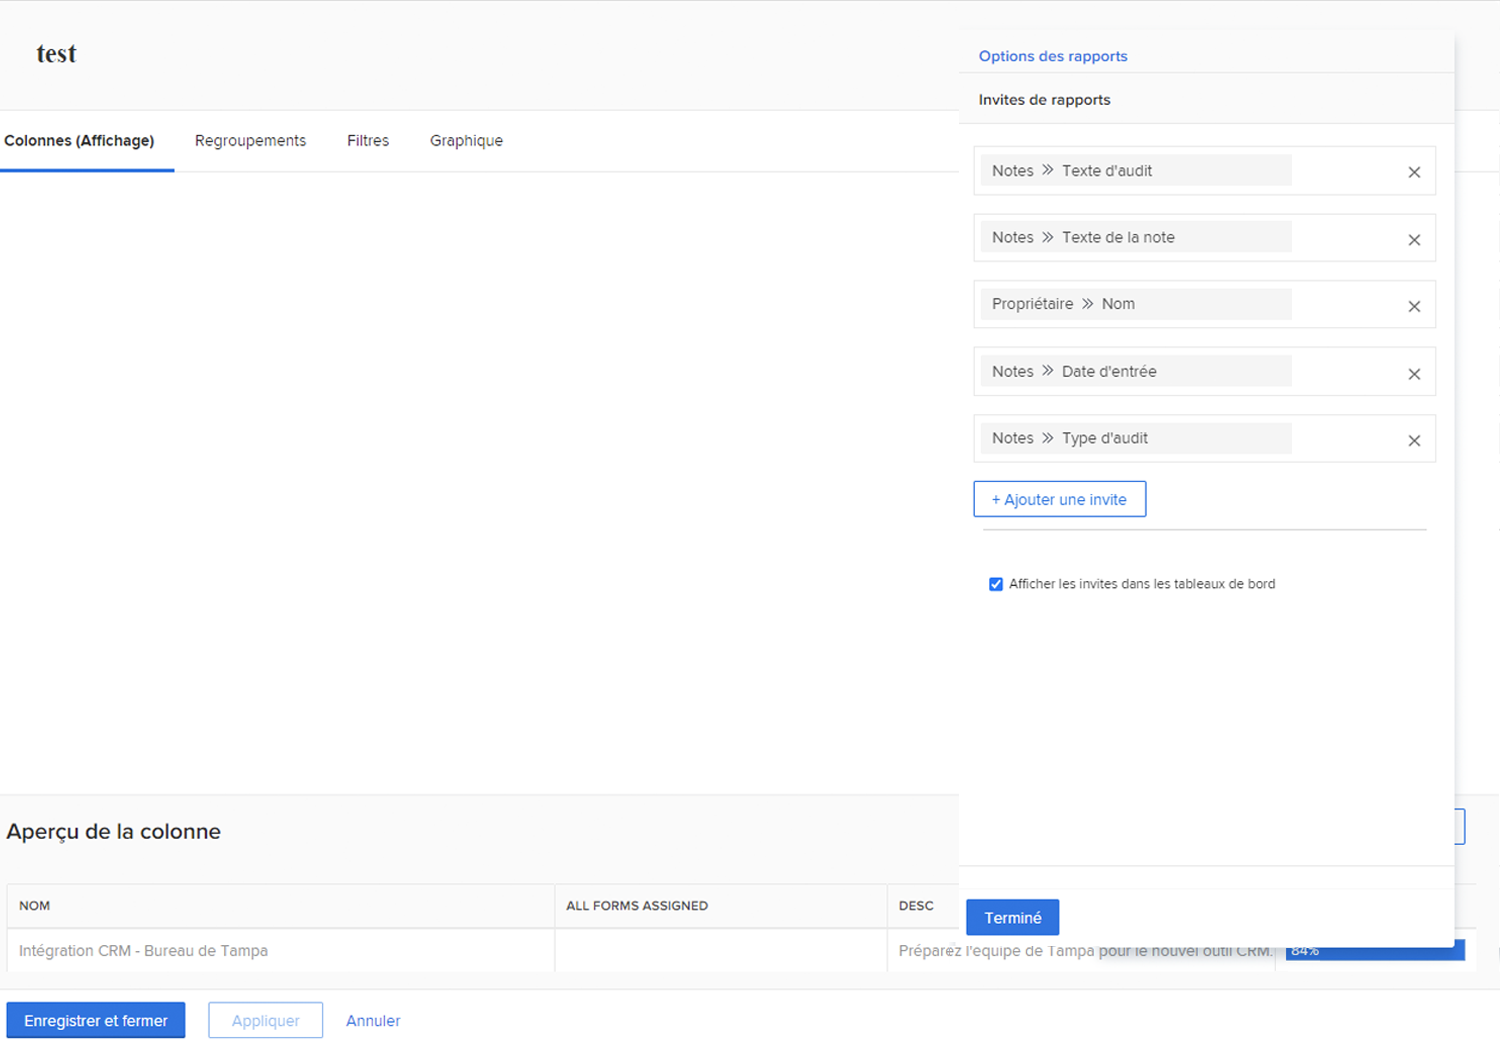 test
Options des rapports
Invites de rapports
Colonnes (Affichage) Regroupements Filtres Graphique
Notes » Texte d'audit
Notes » Texte de la note
Propriétaire » Nom
Notes » Date d'entrée
Notes » Type d'audit
+ Ajouter une invite
Afficher les invites dans les tableaux de bord
Aperçu de la colonne
NOM ALL FORMS ASSIGNED DESC
Terminé
Intégration CRM - Bureau de Tampa Préparez l'équipe de Tampa pour le nouvel outil CRM. 84%
Enregistrer et fermer Appliquer Annuler